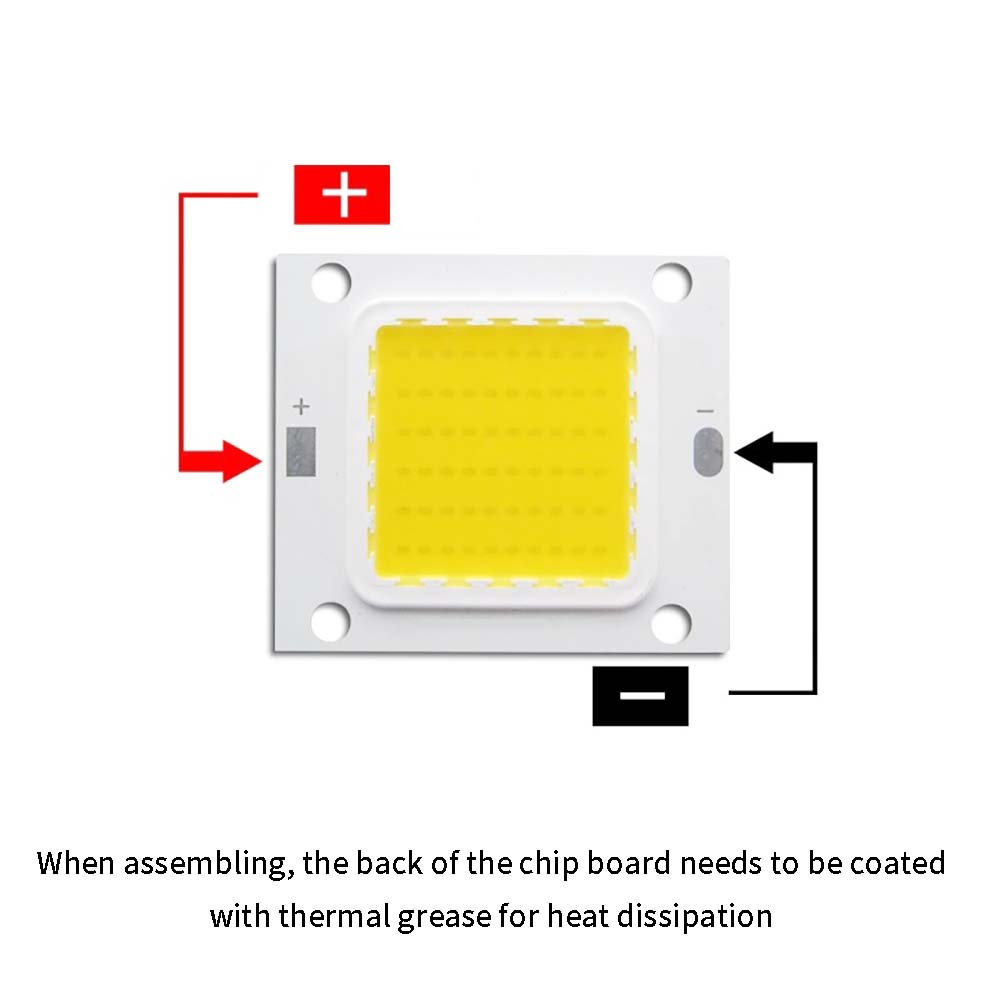 +
+
−
−
When assembling, the back of the chip board needs to be coated
with thermal grease for heat dissipation